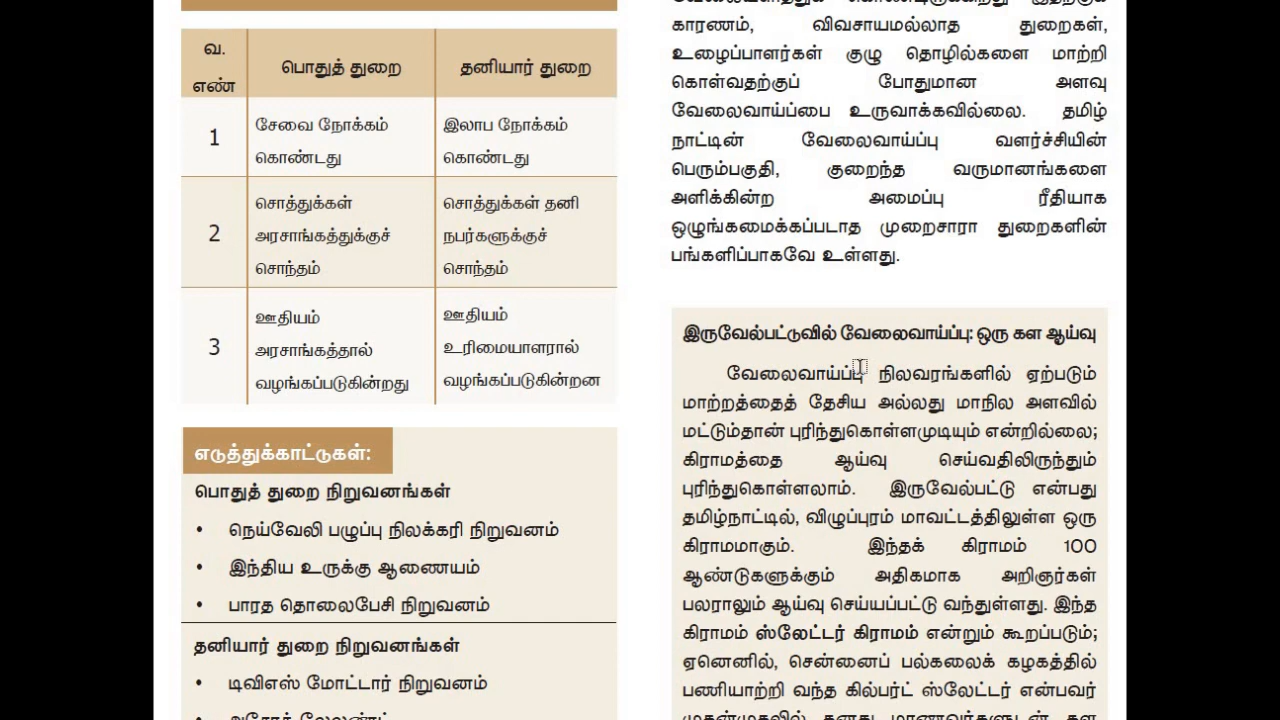 வ.
எண்
பொதுத் துறை
தனியார் துறை
1
சேவை நோக்கம்
கொண்டது
இலாப நோக்கம்
கொண்டது
2
சொத்துக்கள்
அரசாங்கத்துக்குச்
சொந்தம்
சொத்துக்கள் தனி
நபர்களுக்குச்
சொந்தம்
3
ஊதியம்
அரசாங்கத்தால்
வழங்கப்படுகின்றது
ஊதியம்
உரிமையாளரால்
வழங்கப்படுகின்றன
எடுத்துக்காட்டுகள்:
பொதுத் துறை நிறுவனங்கள்
• நெய்வேலி பழுப்பு நிலக்கரி நிறுவனம்
• இந்திய உருக்கு ஆணையம்
• பாரத தொலைபேசி நிறுவனம்
தனியார் துறை நிறுவனங்கள்
• டிவிஎஸ் மோட்டார் நிறுவனம்
காரணம், விவசாயமல்லாத துறைகள்,
உழைப்பாளர்கள் குழு தொழில்களை மாற்றி
கொள்வதற்குப் போதுமான அளவு
வேலைவாய்ப்பை உருவாக்கவில்லை. தமிழ்
நாட்டின் வேலைவாய்ப்பு வளர்ச்சியின்
பெரும்பகுதி, குறைந்த வருமானங்களை
அளிக்கின்ற அமைப்பு ரீதியாக
ஒழுங்கமைக்கப்படாத முறைசாரா துறைகளின்
பங்களிப்பாகவே உள்ளது.
இருவேல்பட்டுவில் வேலைவாய்ப்பு: ஒரு கள ஆய்வு
வேலைவாய்ப்பு நிலவரங்களில் ஏற்படும்
மாற்றத்தைத் தேசிய அல்லது மாநில அளவில்
மட்டும்தான் புரிந்துகொள்ளமுடியும் என்றில்லை;
கிராமத்தை ஆய்வு செய்வதிலிருந்தும்
புரிந்துகொள்ளலாம். இருவேல்பட்டு என்பது
தமிழ்நாட்டில், விழுப்புரம் மாவட்டத்திலுள்ள ஒரு
கிராமமாகும். இந்தக் கிராமம் 100
ஆண்டுகளுக்கும் அதிகமாக அறிஞர்கள்
பலராலும் ஆய்வு செய்யப்பட்டு வந்துள்ளது. இந்த
கிராமம் ஸ்லேட்டர் கிராமம் என்றும் கூறப்படும்;
ஏனெனில், சென்னைப் பல்கலைக் கழகத்தில்
பணியாற்றி வந்த கில்பர்ட் ஸ்லேட்டர் என்பவர்